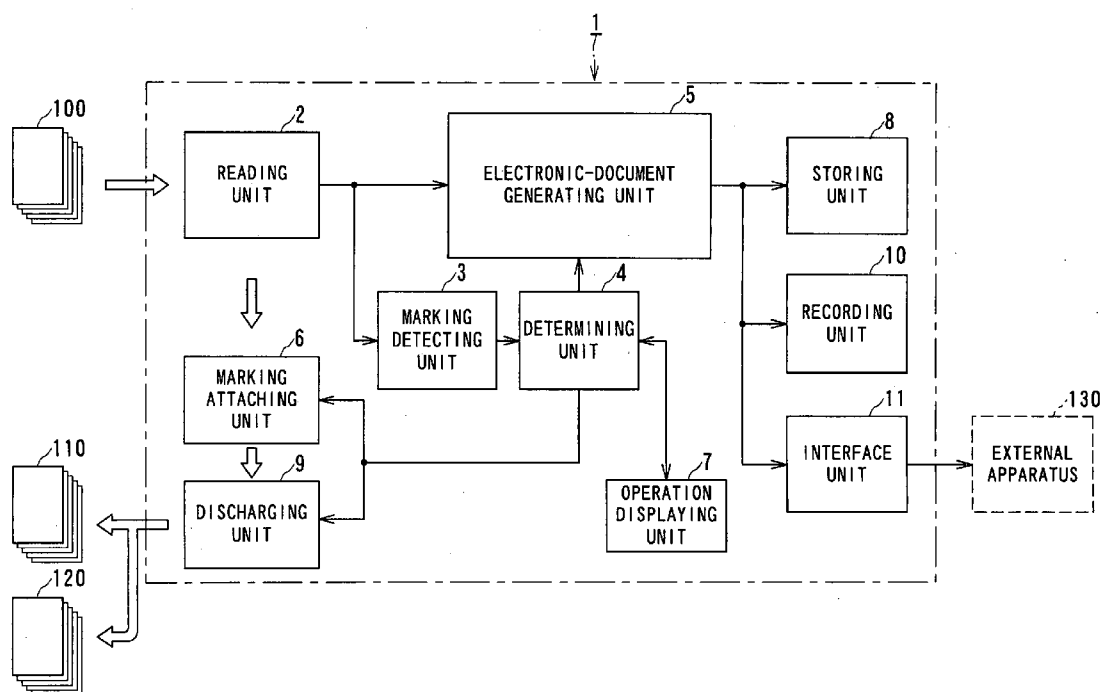 1
100
2
READING
UNIT
5
ELECTRONIC-DOCUMENT
GENERATING UNIT
8
STORING
UNIT
3
MARKING
DETECTING
UNIT
4
DETERMINING
UNIT
10
RECORDING
UNIT
6
MARKING
ATTACHING
UNIT
11
INTERFACE
UNIT
130
EXTERNAL
APPARATUS
110
9
DISCHARGING
UNIT
7
OPERATION
DISPLAYING
UNIT
120